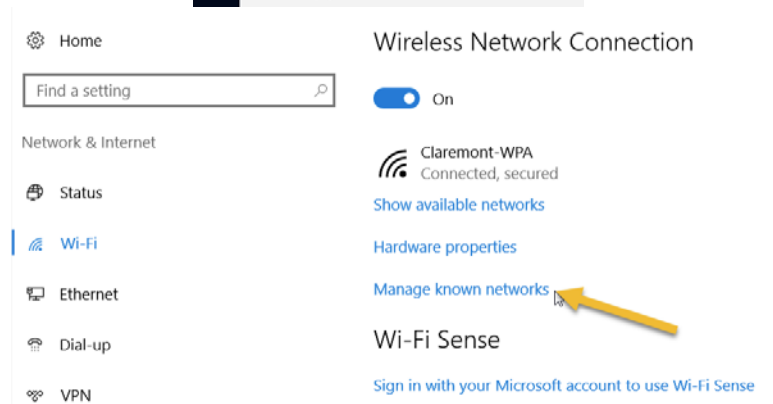 Home
Find a setting
Network & Internet
Status
Wi-Fi
Ethernet
Dial-up
VPN
Wireless Network Connection
On
Claremont-WPA
Connected, secured
Show available networks
Hardware properties
Manage known networks
Wi-Fi Sense
Sign in with your Microsoft account to use Wi-Fi Sense